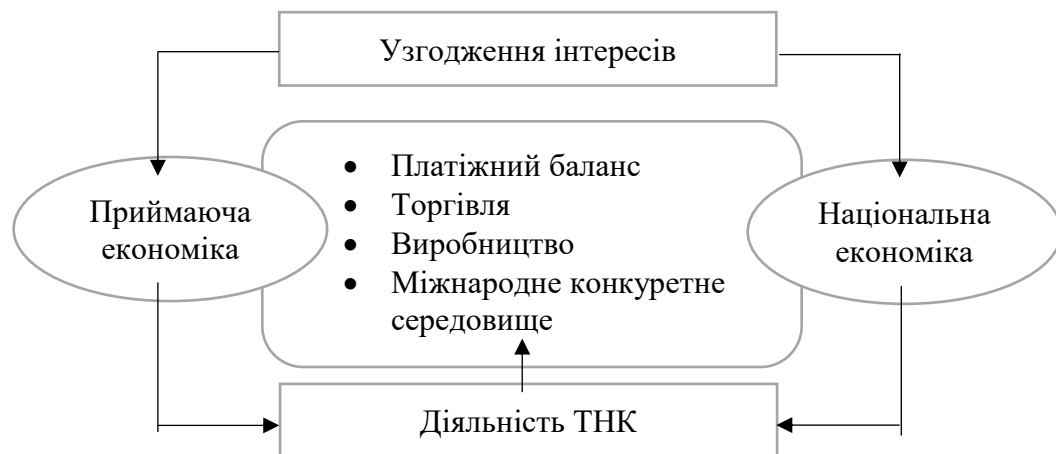 Узгодження інтересів
• Платіжний баланс
• Торгівля
• Виробництво
• Міжнародне конкуретне
середовище
Приймаюча
економіка
Національна
економіка
Діяльність ТНК